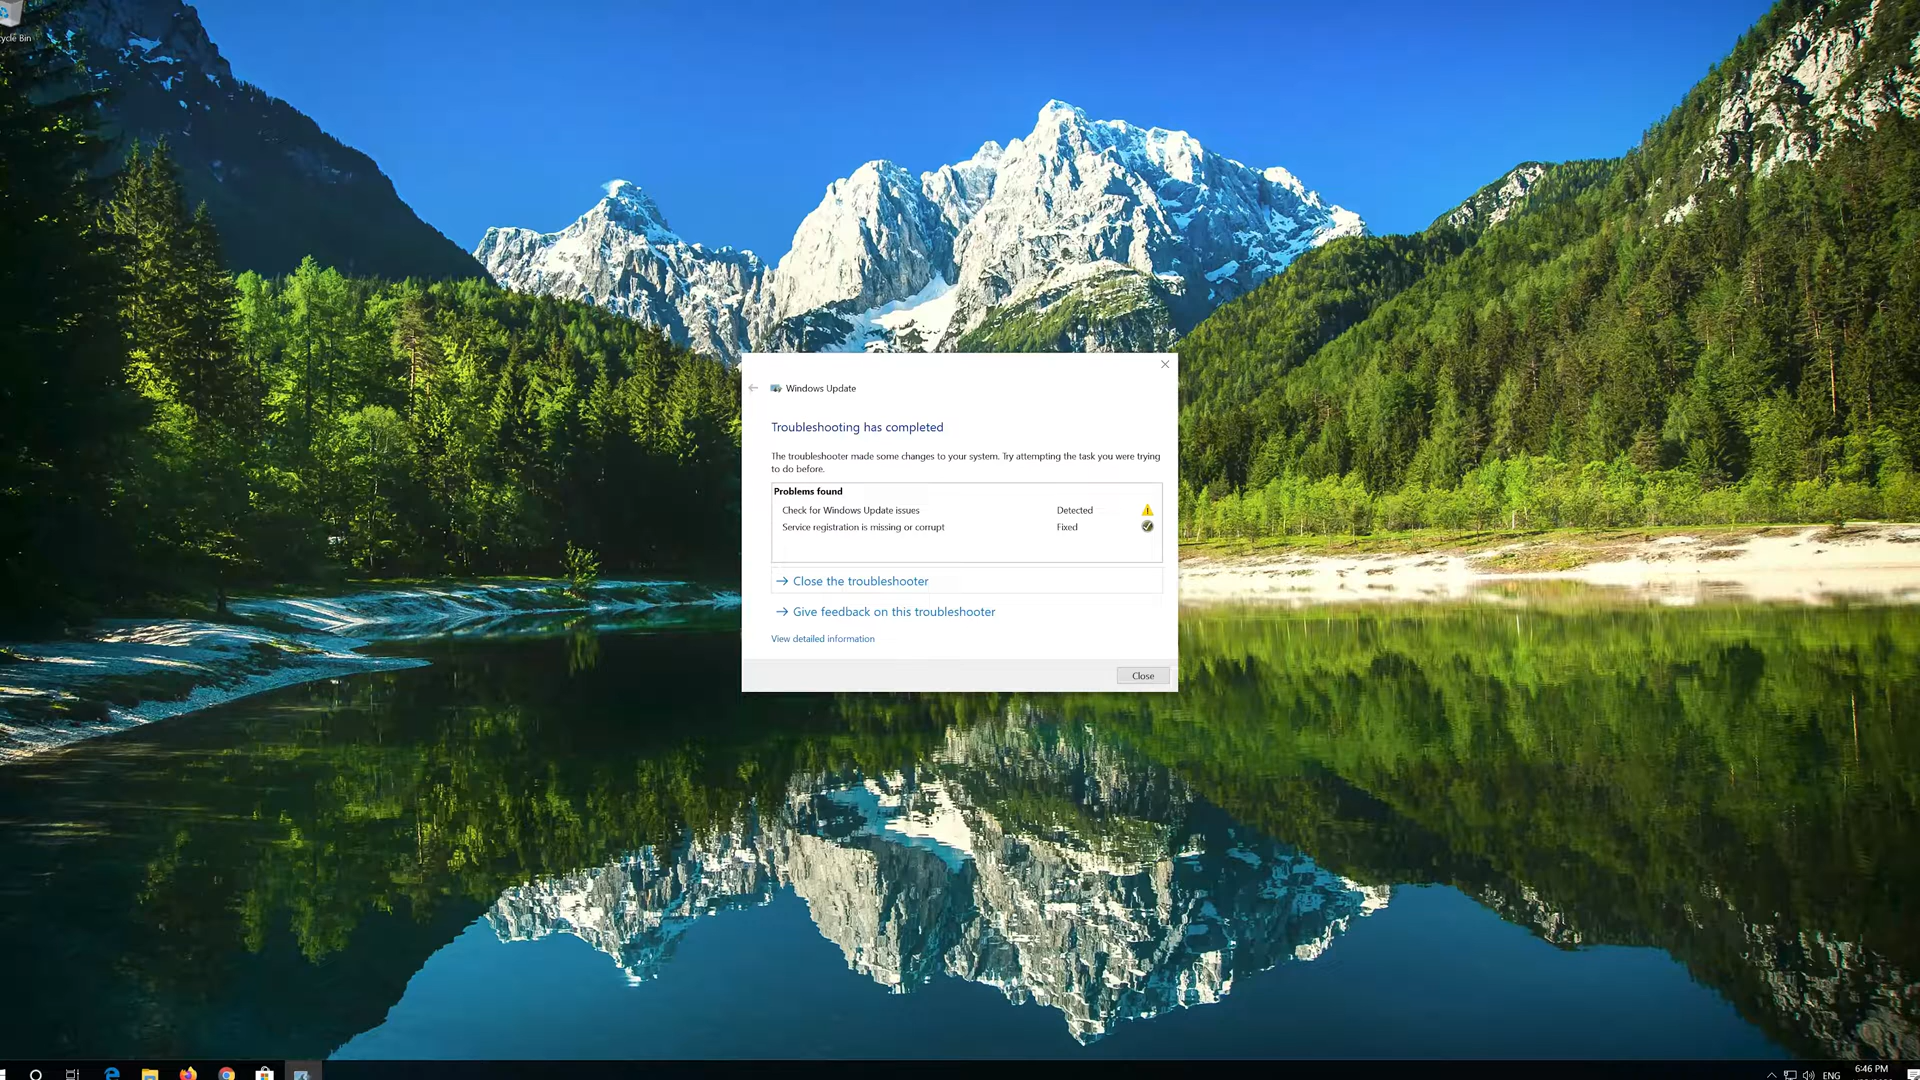 cycle Bin
Windows Update
Troubleshooting has completed
The troubleshooter made some changes to your system. Try attempting the task you were trying
to do before.
Problems found
Check for Windows Update issues Detected
Service registration is missing or corrupt Fixed
Close the troubleshooter
Give feedback on this troubleshooter
View detailed information
Close
ENG
6:46 PM